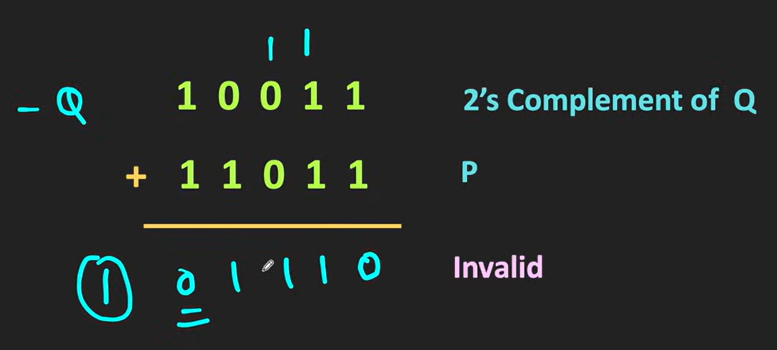 1 1
- Q 1 0 0 1 1 2's Complement of Q
+ 1 1 0 1 1 P
1 0 1 1 1 0 Invalid